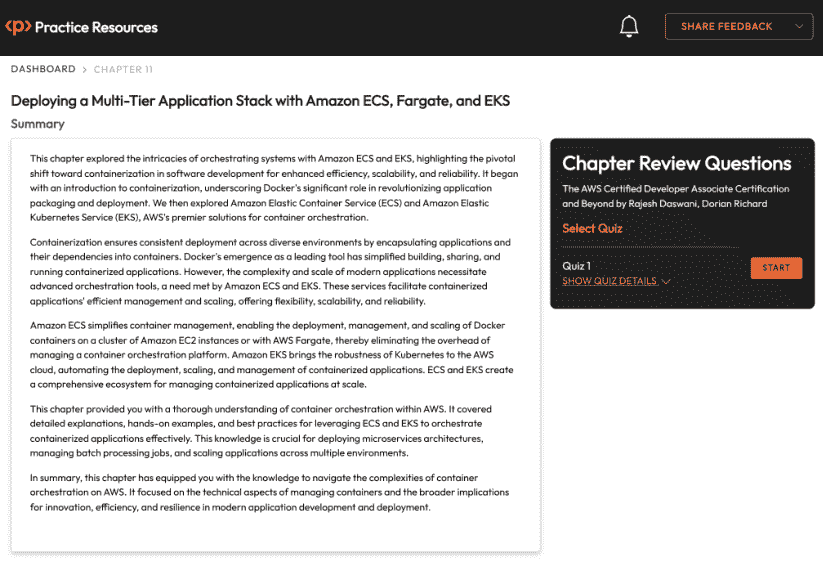 <p> Practice Resources
SHARE FEEDBACK
DASHBOARD > CHAPTER 11
Deploying a Multi-Tier Application Stack with Amazon ECS, Fargate, and EKS
Summary
This chapter explored the intricacies of orchestrating systems with Amazon ECS and EKS, highlighting the pivotal
shift toward containerization in software development for enhanced efficiency, scalability, and reliability. It began
with an introduction to containerization, underscoring Docker's significant role in revolutionizing application
packaging and deployment. We then explored Amazon Elastic Container Service (ECS) and Amazon Elastic
Kubernetes Service (EKS), AWS's premier solutions for container orchestration.
Containerization ensures consistent deployment across diverse environments by encapsulating applications and
their dependencies into containers. Docker's emergence as a leading tool has simplified building, sharing, and
running containerized applications. However, the complexity and scale of modern applications necessitate
advanced orchestration tools, a need met by Amazon ECS and EKS. These services facilitate containerized
applications' efficient management and scaling, offering flexibility, scalability, and reliability.
Amazon ECS simplifies container management, enabling the deployment, management, and scaling of Docker
containers on a cluster of Amazon EC2 instances or with AWS Fargate, thereby eliminating the overhead of
managing a container orchestration platform. Amazon EKS brings the robustness of Kubernetes to the AWS
cloud, automating the deployment, scaling, and management of containerized applications. ECS and EKS create
a comprehensive ecosystem for managing containerized applications at scale.
This chapter provided you with a thorough understanding of container orchestration within AWS. It covered
detailed explanations, hands-on examples, and best practices for leveraging ECS and EKS to orchestrate
containerized applications effectively. This knowledge is crucial for deploying microservices architectures,
managing batch processing jobs, and scaling applications across multiple environments.
In summary, this chapter has equipped you with the knowledge to navigate the complexities of container
orchestration on AWS. It focused on the technical aspects of managing containers and the broader implications
for innovation, efficiency, and resilience in modern application development and deployment.
Chapter Review Questions
The AWS Certified Developer Associate Certification
and Beyond by Rajesh Daswani, Dorian Richard
Select Quiz
Quiz 1
SHOW QUIZ DETAILS
START